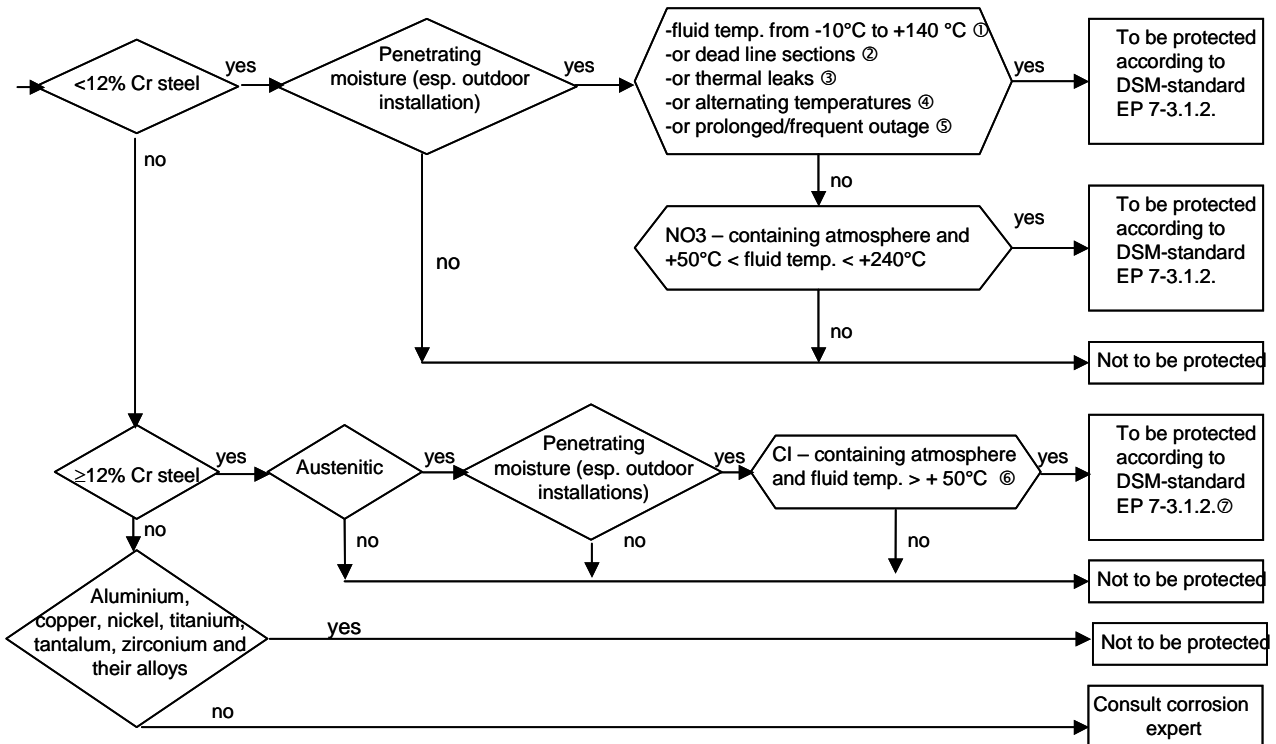 <12% Cr steel
yes
Penetrating
moisture (esp. outdoor
installation)
yes
-fluid temp. from -10°C to +140 °C ①
-or dead line sections ②
-or thermal leaks ③
-or alternating temperatures ④
-or prolonged/frequent outage ⑤
yes
To be protected
according to
DSM-standard
EP 7-3.1.2.
no
no
no
NO3 – containing atmosphere and
+50°C < fluid temp. < +240°C
yes
To be protected
according to
DSM-standard
EP 7-3.1.2.
no
Not to be protected
≥12% Cr steel
yes
Austenitic
yes
Penetrating
moisture (esp. outdoor
installations)
yes
CI – containing atmosphere
and fluid temp. > + 50°C ⑥
yes
To be protected
according to
DSM-standard
EP 7-3.1.2.⑦
no
no
no
no
Not to be protected
Aluminium,
copper, nickel, titanium,
tantalum, zirconium and
their alloys
yes
Not to be protected
no
Consult corrosion
expert